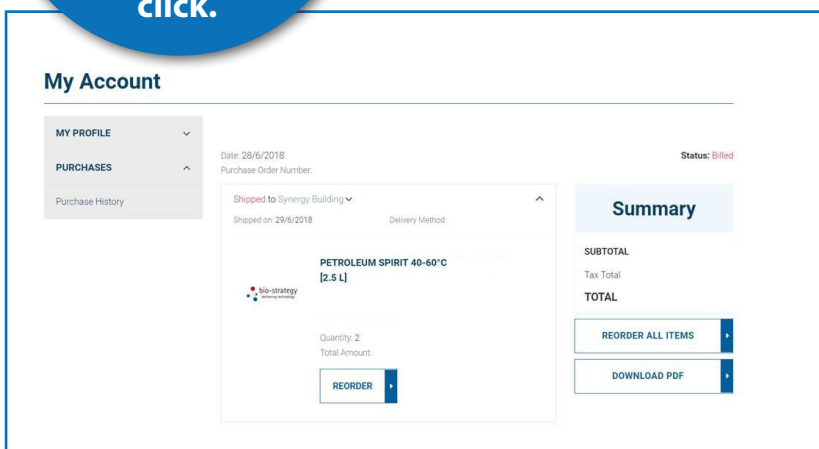 click.
My Account
MY PROFILE
PURCHASES
Purchase History
Date: 28/6/2018
Purchase Order Number:
Status: Billed
Shipped to Synergy Building
Shipped on: 29/6/2018 Delivery Method:
bio-strategy
delivering technology
PETROLEUM SPIRIT 40-60°C
[2.5 L]
Quantity: 2
Total Amount:
REORDER
Summary
SUBTOTAL
Tax Total
TOTAL
REORDER ALL ITEMS
DOWNLOAD PDF